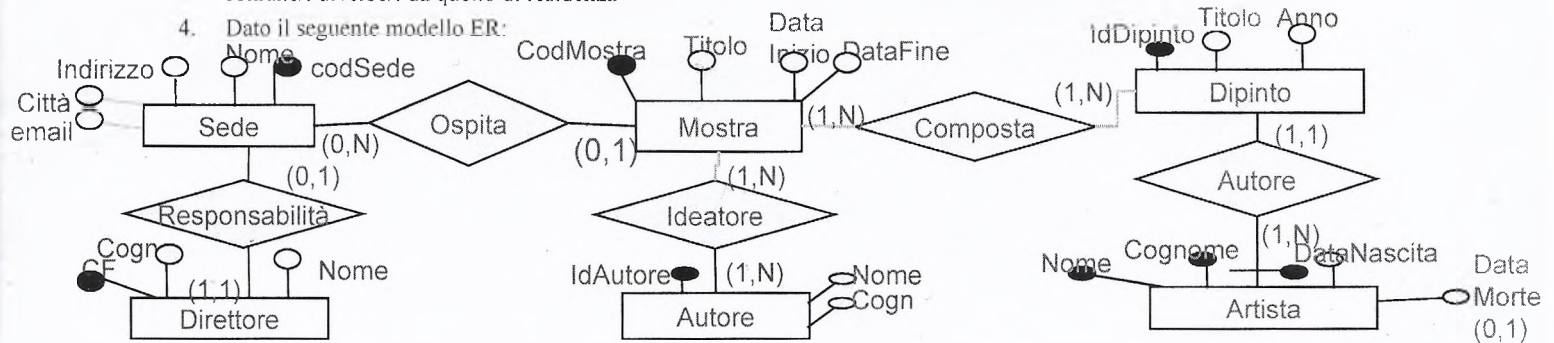 4. Dato il seguente modello ER:
Indirizzo
Nome
codSede
Città
email
Sede
(0,N)
Ospita
(0,1)
CodMostra
Titolo
Data
Inizio
DataFine
Mostra
(1,N)
Composta
(1,N)
IdDipinto
Titolo
Anno
Dipinto
(1,1)
Autore
(1,N)
(0,1)
Responsabilità
(1,1)
Cogn
CF
Nome
Direttore
(1,N)
Ideatore
(1,N)
IdAutore
Nome
Cogn
Autore
Nome
Cognome
DataNascita
Artista
Data
Morte
(0,1)